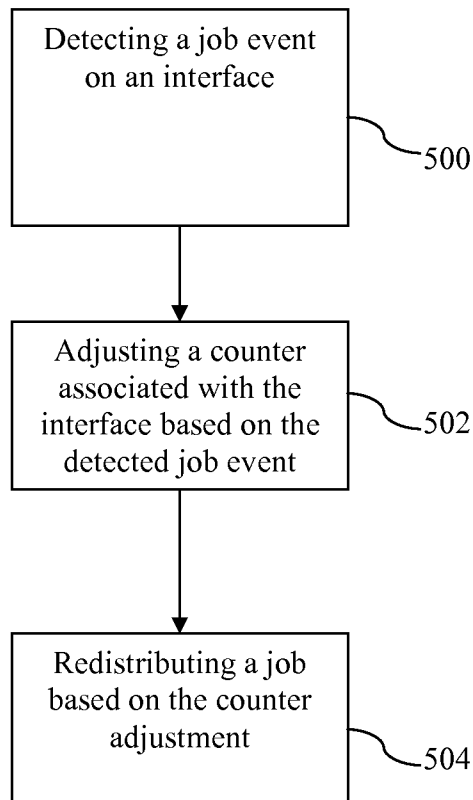 Detecting a job event
on an interface
500
Adjusting a counter
associated with the
interface based on the
detected job event
502
Redistributing a job
based on the counter
adjustment
504